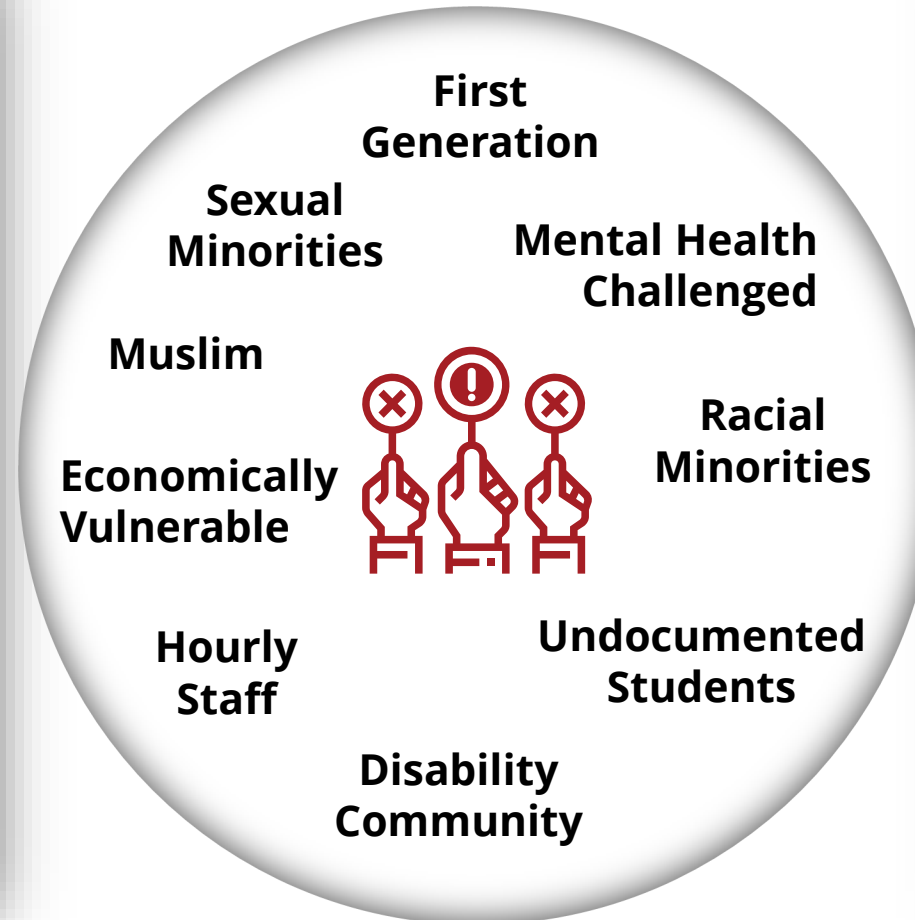 First
Generation
Sexual
Minorities
Mental Health
Challenged
Muslim
Racial
Minorities
Economically
Vulnerable
Hourly
Staff
Undocumented
Students
Disability
Community